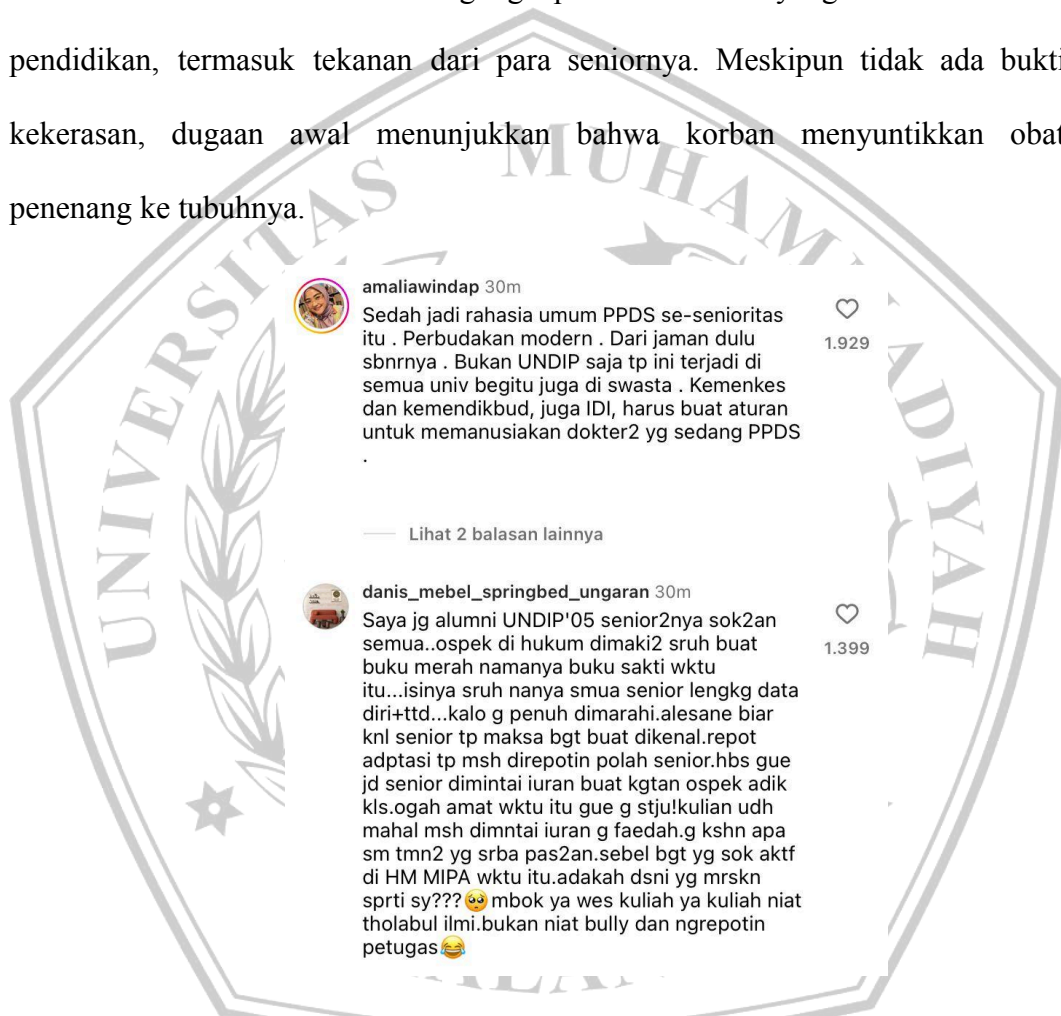 pendidikan, termasuk tekanan dari para seniornya. Meskipun tidak ada bukti
kekerasan, dugaan awal menunjukkan bahwa korban menyuntikkan obat
penenang ke tubuhnya.
UNIVERSITAS MUHAMMADIYAH
amaliawindap 30m
Sedah jadi rahasia umum PPDS se-senioritas
itu . Perbudakan modern . Dari jaman dulu
sbnrnya . Bukan UNDIP saja tp ini terjadi di
semua univ begitu juga di swasta . Kemenkes
dan kemendikbud, juga IDI, harus buat aturan
untuk memanusiakan dokter2 yg sedang PPDS
.
1.929
Lihat 2 balasan lainnya
danis_mebel_springbed_ungaran 30m
Saya jg alumni UNDIP'05 senior2nya sok2an
semua..ospek di hukum dimaki2 sruh buat
buku merah namanya buku sakti wktu
itu...isinya sruh nanya smua senior lengkg data
diri+ttd...kalo g penuh dimarahi.alesane biar
knl senior tp maksa bgt buat dikenal.repot
adptasi tp msh direpotin polah senior.hbs gue
jd senior dimintai iuran buat kgtan ospek adik
kls.ogah amat wktu itu gue g stju!kulian udh
mahal msh dimntai iuran g faedah.g kshn apa
sm tmn2 yg srba pas2an.sebel bgt yg sok aktf
di HM MIPA wktu itu.adakah dsni yg mrskn
sprti sy???🥺 mbok ya wes kuliah ya kuliah niat
tholabul ilmi.bukan niat bully dan ngrepotin
petugas😂
1.399